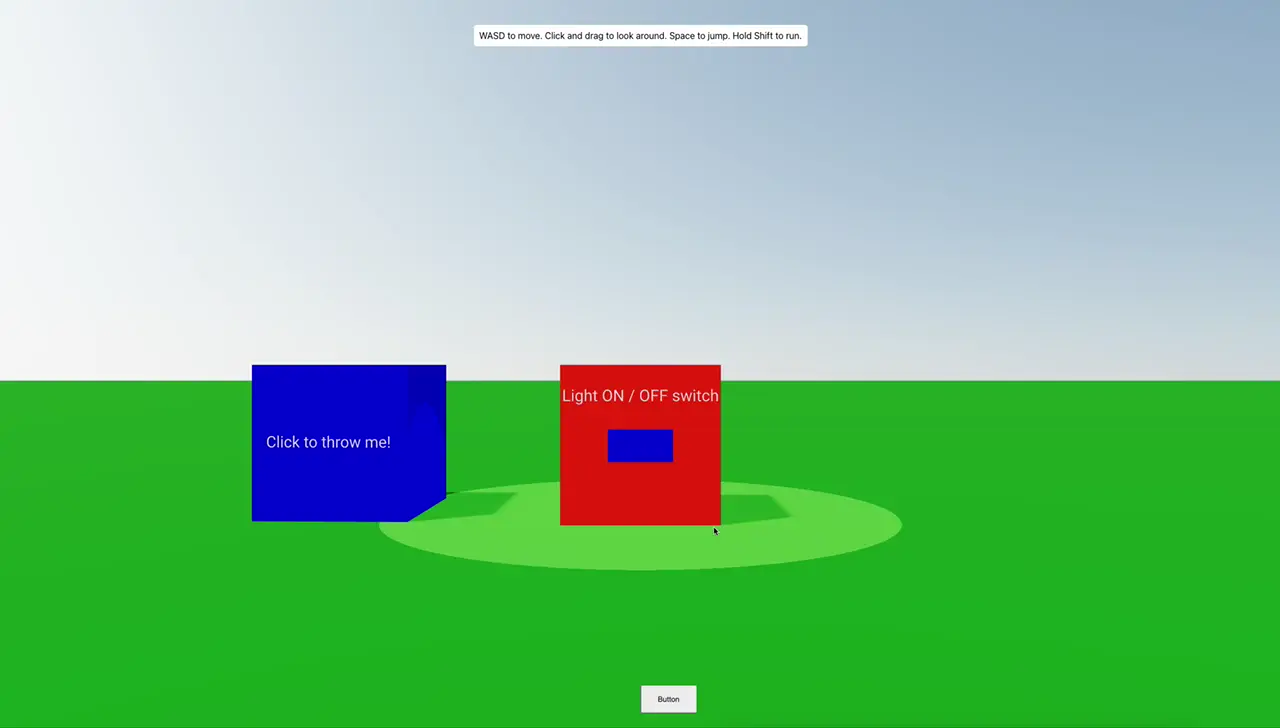 WASD to move. Click and drag to look around. Space to jump. Hold Shift to run.
Light ON / OFF switch
Click to throw me!
Button